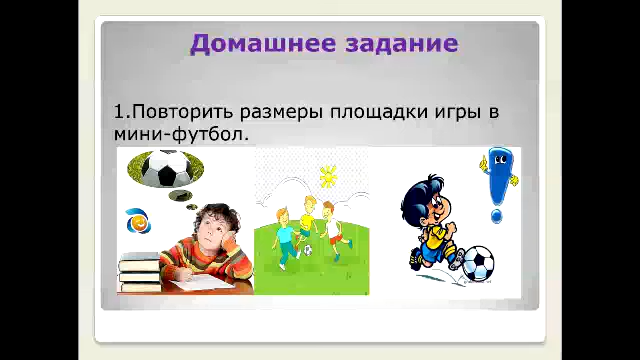 Домашнее задание
1.Повторить размеры площадки игры в
мини-футбол.